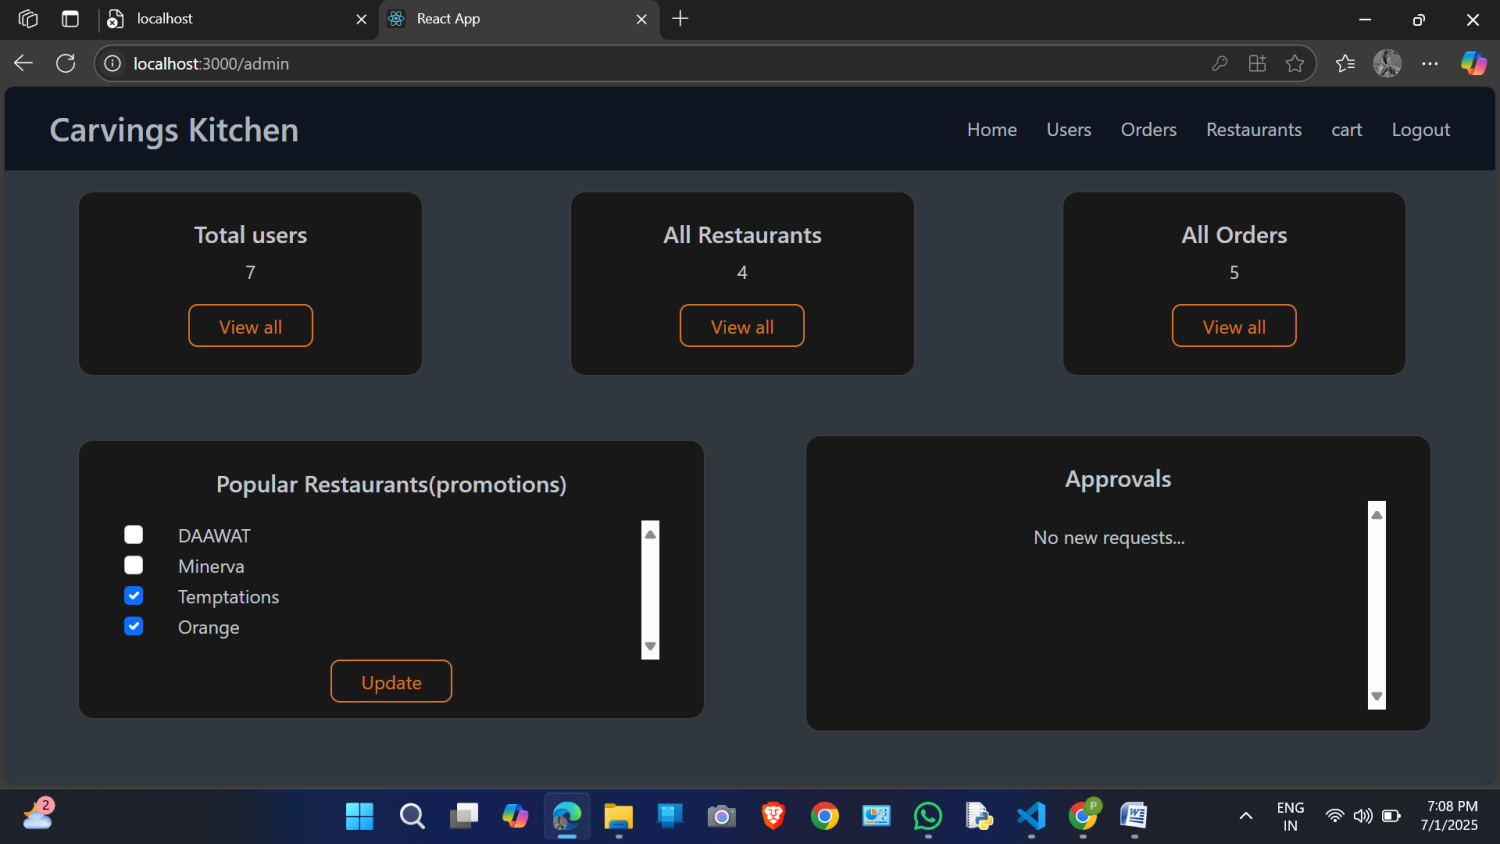 localhost
React App
localhost:3000/admin
Carvings Kitchen
Home Users Orders Restaurants cart Logout
Total users
7
View all
All Restaurants
4
View all
All Orders
5
View all
Popular Restaurants(promotions)
DAAWAT
Minerva
Temptations
Orange
Update
Approvals
No new requests...
2
P
ENG
IN
7:08 PM
7/1/2025